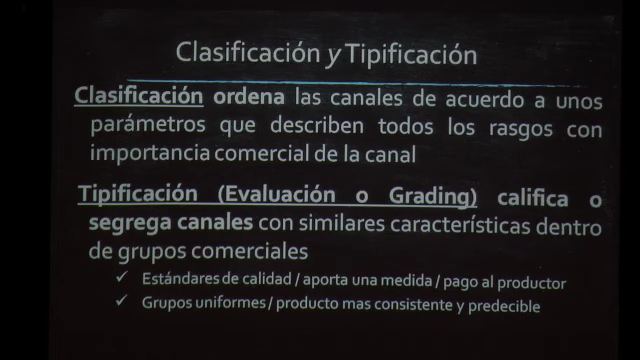 Clasificación y Tipificación
Clasificación ordena las canales de acuerdo a unos
parámetros que describen todos los rasgos con
importancia comercial de la canal
Tipificación (Evaluación o Grading) califica o
segrega canales con similares características dentro
de grupos comerciales
✓ Estándares de calidad / aporta una medida / pago al productor
✓ Grupos uniformes / producto mas consistente y predecible